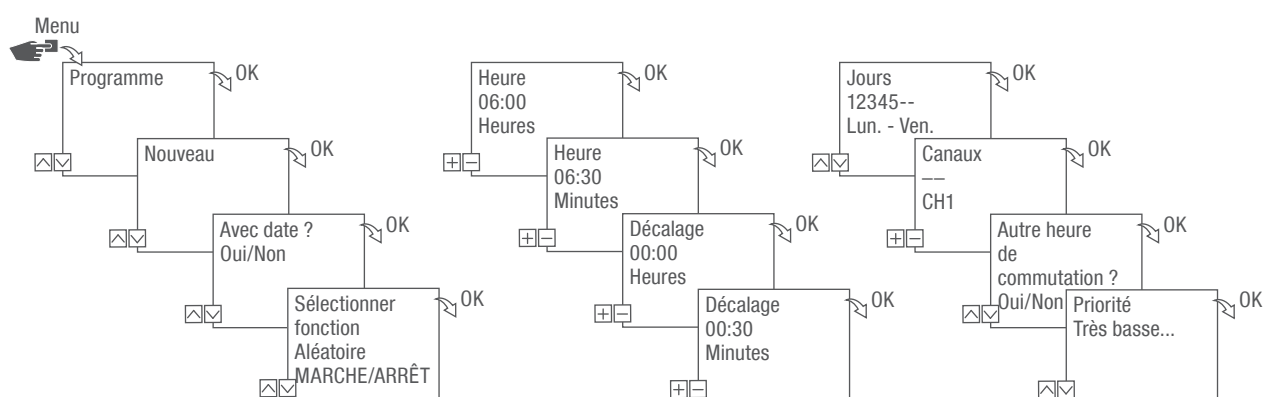 Menu
Programme
OK
Nouveau
OK
Avec date ?
Oui/Non
OK
Sélectionner
fonction
Aléatoire
MARCHE/ARRÊT
OK
Heure
06:00
Heures
OK
Heure
06:30
Minutes
OK
Décalage
00:00
Heures
OK
Décalage
00:30
Minutes
OK
Jours
12345--
Lun. - Ven.
OK
Canaux
––
CH1
OK
Autre heure
de
commutation ?
Oui/Non
OK
Priorité
Très basse...
OK